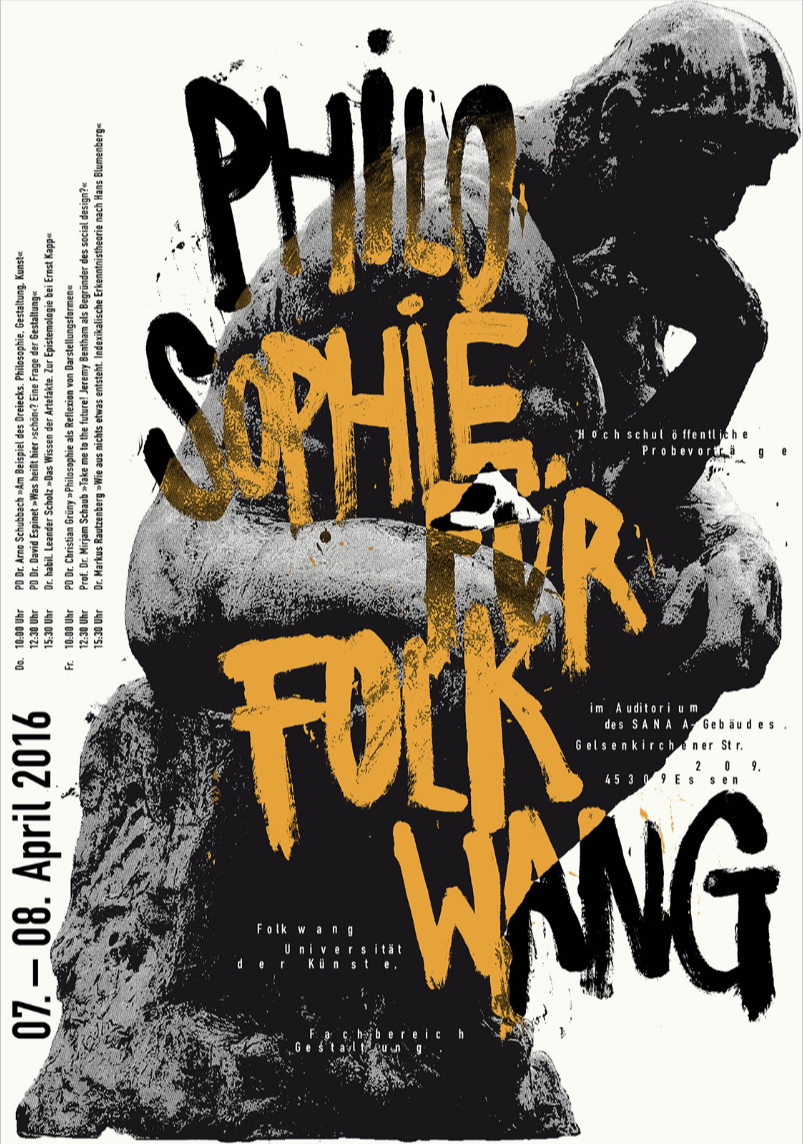 PHILO
SOPHIE
FÜR
FOLK
WANG
Hochschulöffentliche
Probevorträge
im Auditorium
des SANAA-Gebäudes.
Gelsenkirchener Str.
209,
45309 Essen
Folkwang
Universität
der Künste,
Fachbereich
Gestaltung
07. – 08. April 2016
Do. 10:00 Uhr PD Dr. Arno Schubbach »Am Beispiel des Dreiecks. Philosophie, Gestaltung, Kunst«
12:30 Uhr PD Dr. David Espinet »Was heißt hier ›schön‹? Eine Frage der Gestaltung«
15:30 Uhr Dr. habil. Leander Scholz »Das Wissen der Artefakte. Zur Epistemologie bei Ernst Kapp«
Fr. 10:00 Uhr PD Dr. Christian Grüny »Philosophie als Reflexion von Darstellungsformen«
12:30 Uhr Prof. Dr. Mirjam Schaub »Take me to the future! Jeremy Bentham als Begründer des social design?«
15:30 Uhr Dr. Markus Rautzenberg »Wie aus nichts etwas entsteht. Indexikalische Erkenntnistheorie nach Hans Blumenberg«